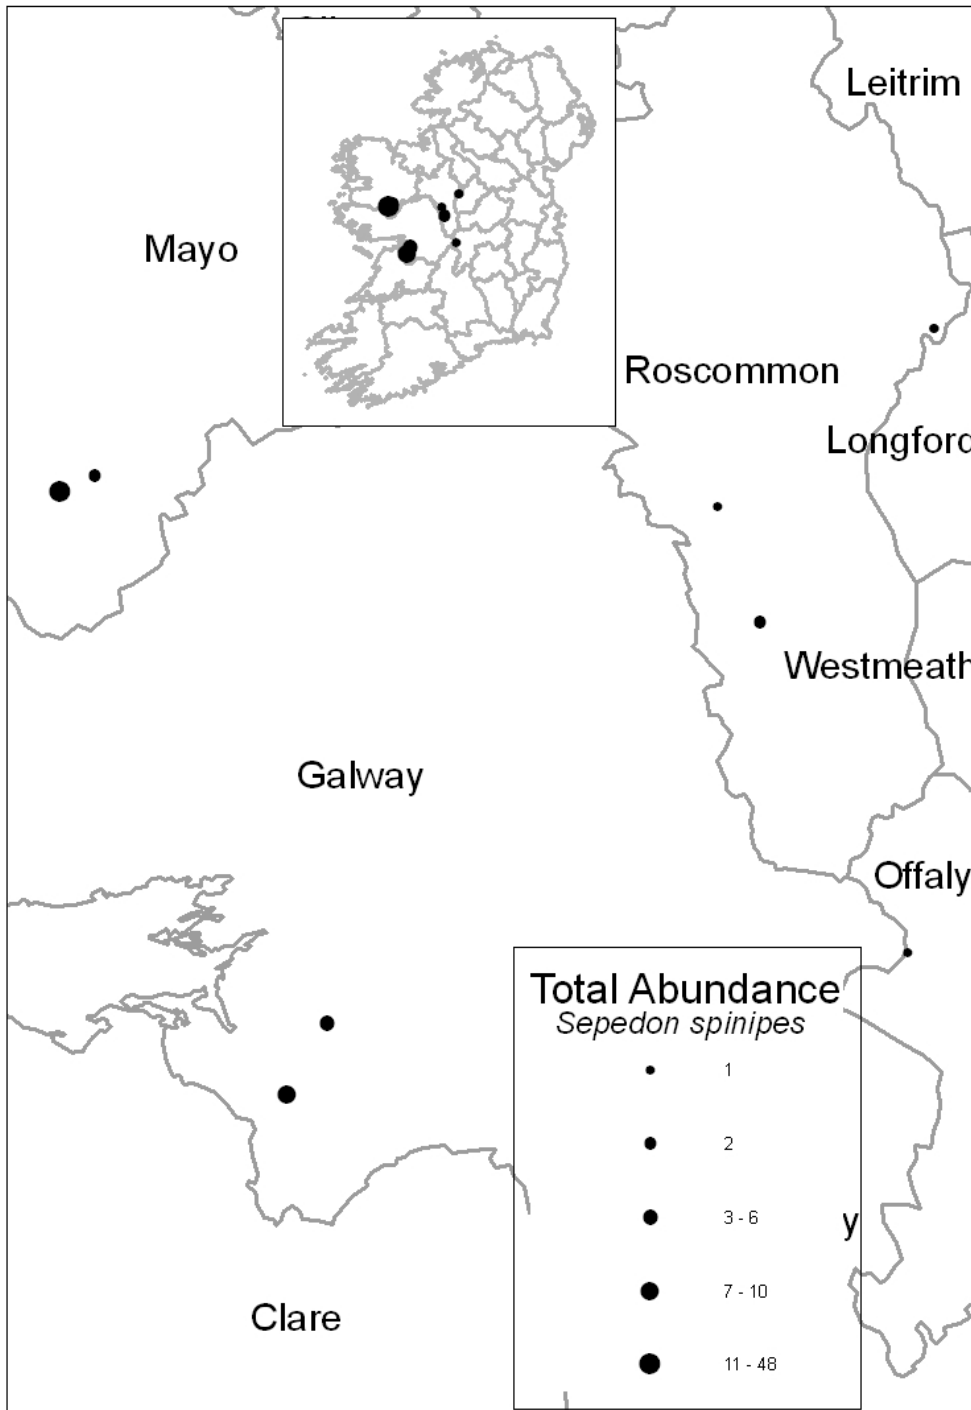 Leitrim
Mayo
Roscommon
Longford
Westmeath
Galway
Offaly
Total Abundance
Sepedon spinipes
1
2
3 - 6
y
7 - 10
Clare
11 - 48